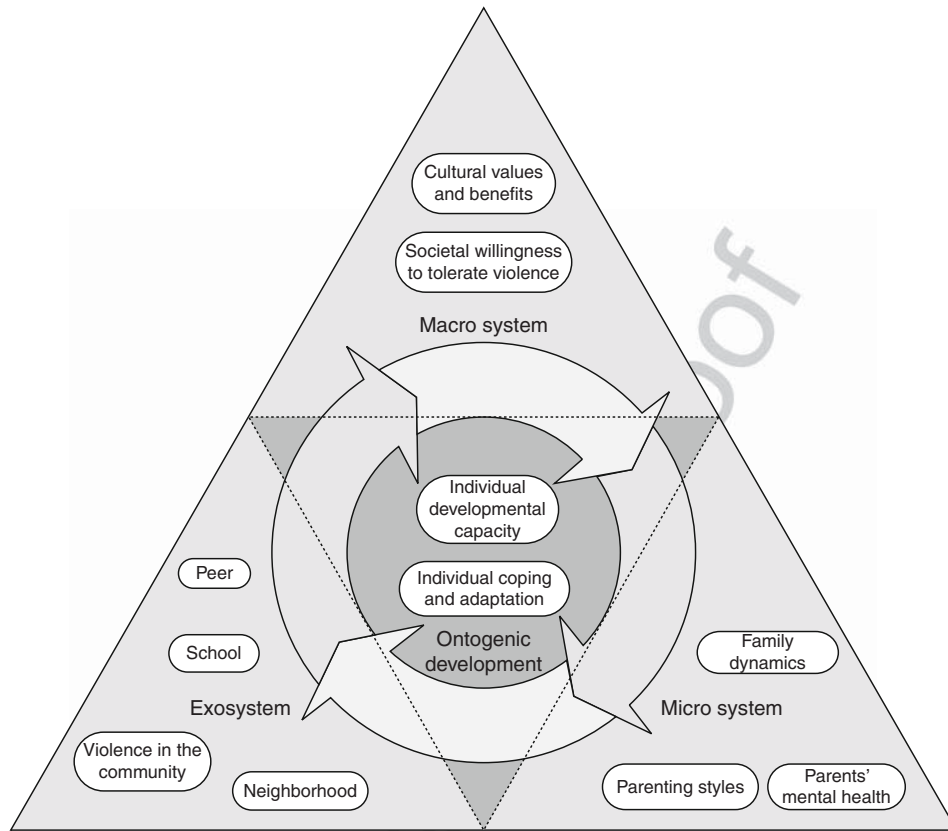 Cultural values
and benefits
Societal willingness
to tolerate violence
Macro system
Individual
developmental
capacity
Individual coping
and adaptation
Ontogenic
development
Peer
School
Exosystem
Violence in the
community
Neighborhood
Family
dynamics
Micro system
Parenting styles
Parents'
mental health